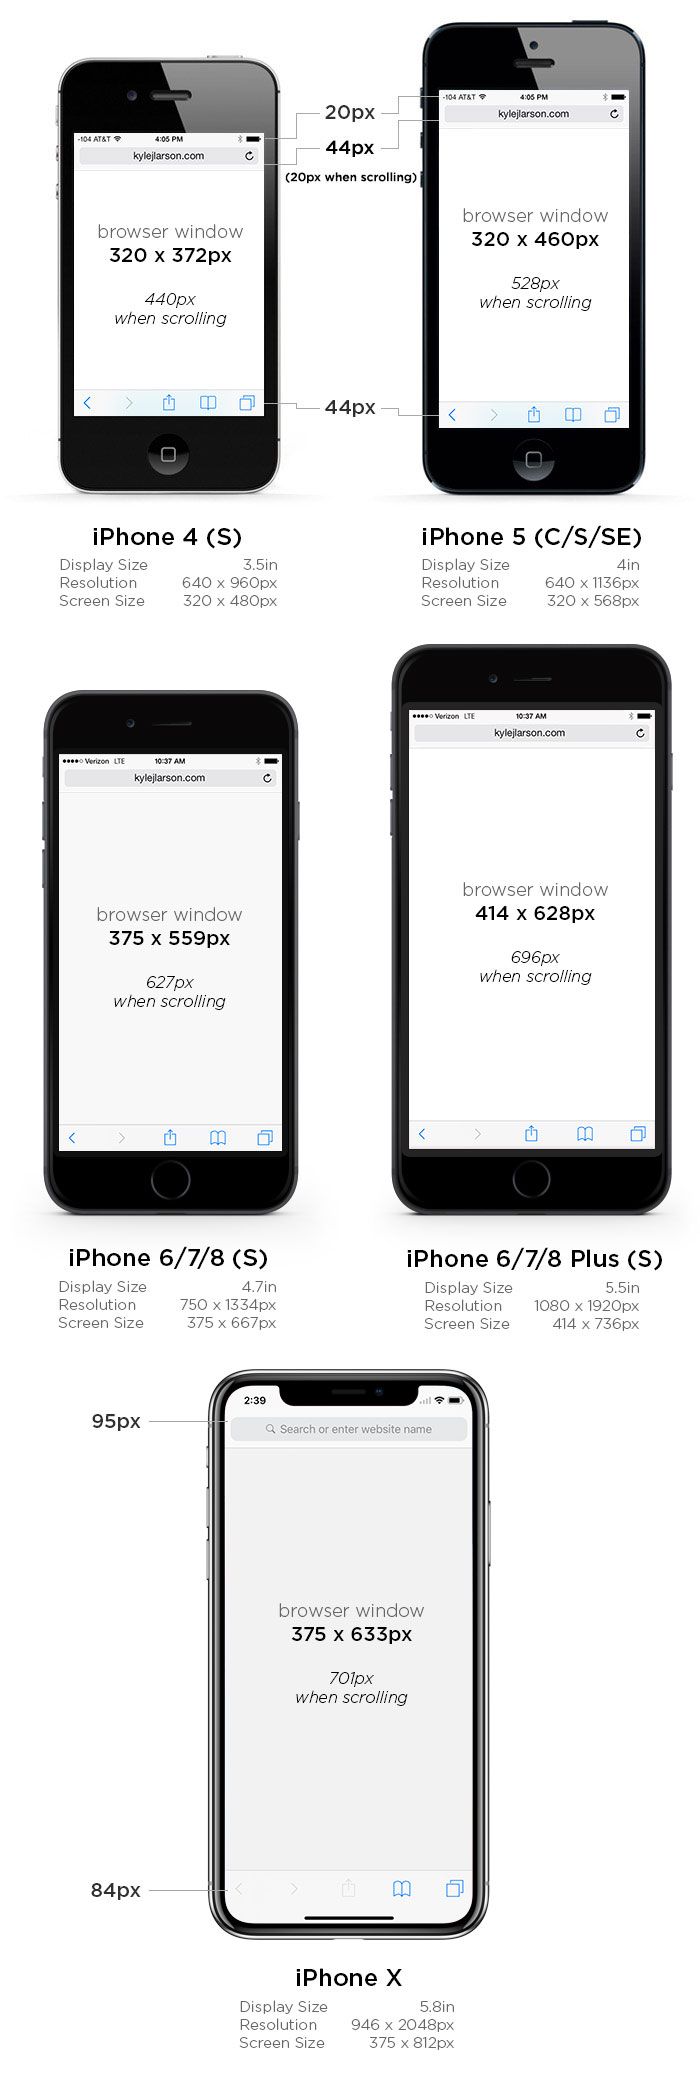 -104 AT&T 4:05 PM
kylejlarson.com
browser window
320 x 372px
440px
when scrolling
20px
44px
(20px when scrolling)
44px
-104 AT&T 4:05 PM
kylejlarson.com
browser window
320 x 460px
528px
when scrolling
iPhone 4 (S)
Display Size 3.5in
Resolution 640 x 960px
Screen Size 320 x 480px
iPhone 5 (C/S/SE)
Display Size 4in
Resolution 640 x 1136px
Screen Size 320 x 568px
Verizon LTE 10:37 AM
kylejlarson.com
browser window
375 x 559px
627px
when scrolling
Verizon LTE 10:37 AM
kylejlarson.com
browser window
414 x 628px
696px
when scrolling
iPhone 6/7/8 (S)
Display Size 4.7in
Resolution 750 x 1334px
Screen Size 375 x 667px
iPhone 6/7/8 Plus (S)
Display Size 5.5in
Resolution 1080 x 1920px
Screen Size 414 x 736px
2:39
95px
Search or enter website name
browser window
375 x 633px
701px
when scrolling
84px
iPhone X
Display Size 5.8in
Resolution 946 x 2048px
Screen Size 375 x 812px